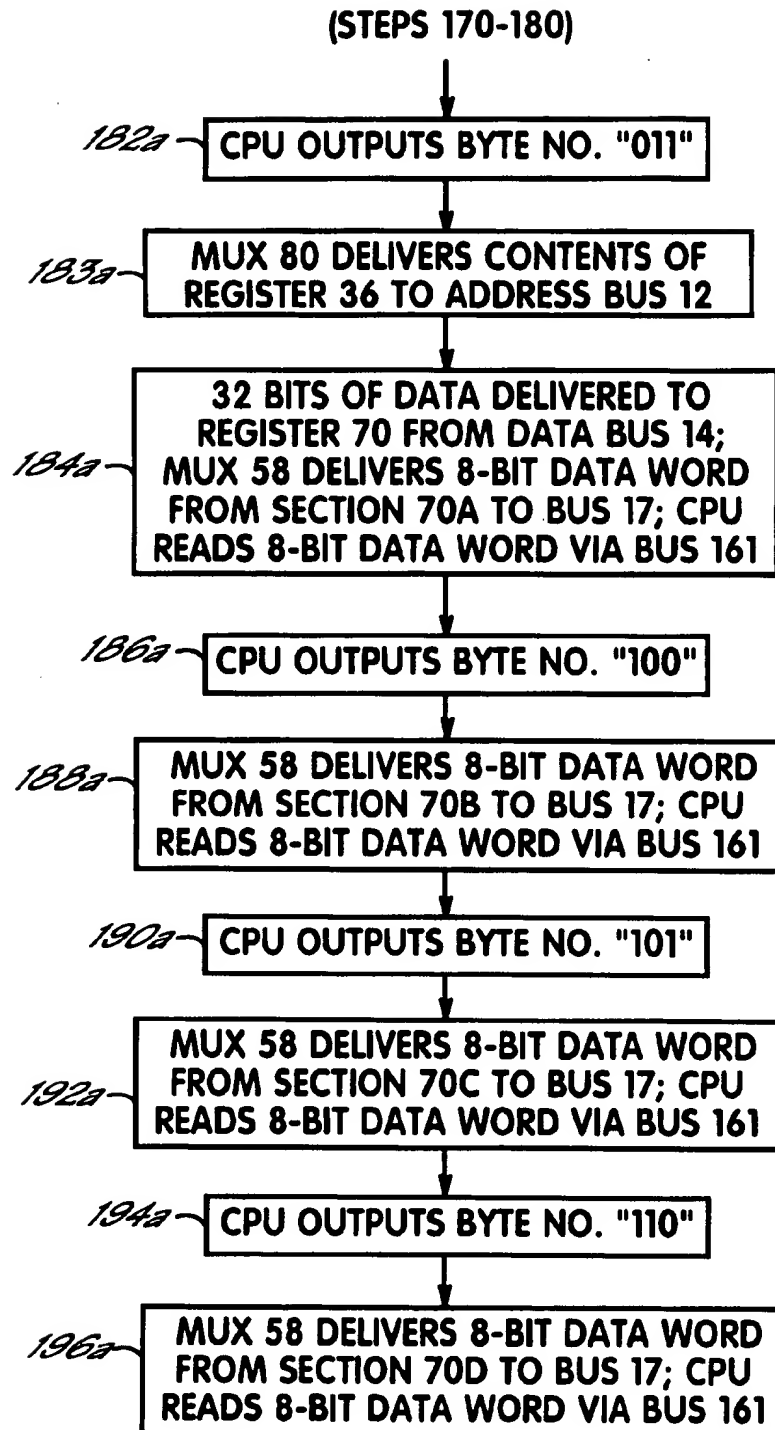 (STEPS 170-180)
182a
CPU OUTPUTS BYTE NO. "011"
183a
MUX 80 DELIVERS CONTENTS OF
REGISTER 36 TO ADDRESS BUS 12
184a
32 BITS OF DATA DELIVERED TO
REGISTER 70 FROM DATA BUS 14;
MUX 58 DELIVERS 8-BIT DATA WORD
FROM SECTION 70A TO BUS 17; CPU
READS 8-BIT DATA WORD VIA BUS 161
186a
CPU OUTPUTS BYTE NO. "100"
188a
MUX 58 DELIVERS 8-BIT DATA WORD
FROM SECTION 70B TO BUS 17; CPU
READS 8-BIT DATA WORD VIA BUS 161
190a
CPU OUTPUTS BYTE NO. "101"
192a
MUX 58 DELIVERS 8-BIT DATA WORD
FROM SECTION 70C TO BUS 17; CPU
READS 8-BIT DATA WORD VIA BUS 161
194a
CPU OUTPUTS BYTE NO. "110"
196a
MUX 58 DELIVERS 8-BIT DATA WORD
FROM SECTION 70D TO BUS 17; CPU
READS 8-BIT DATA WORD VIA BUS 161